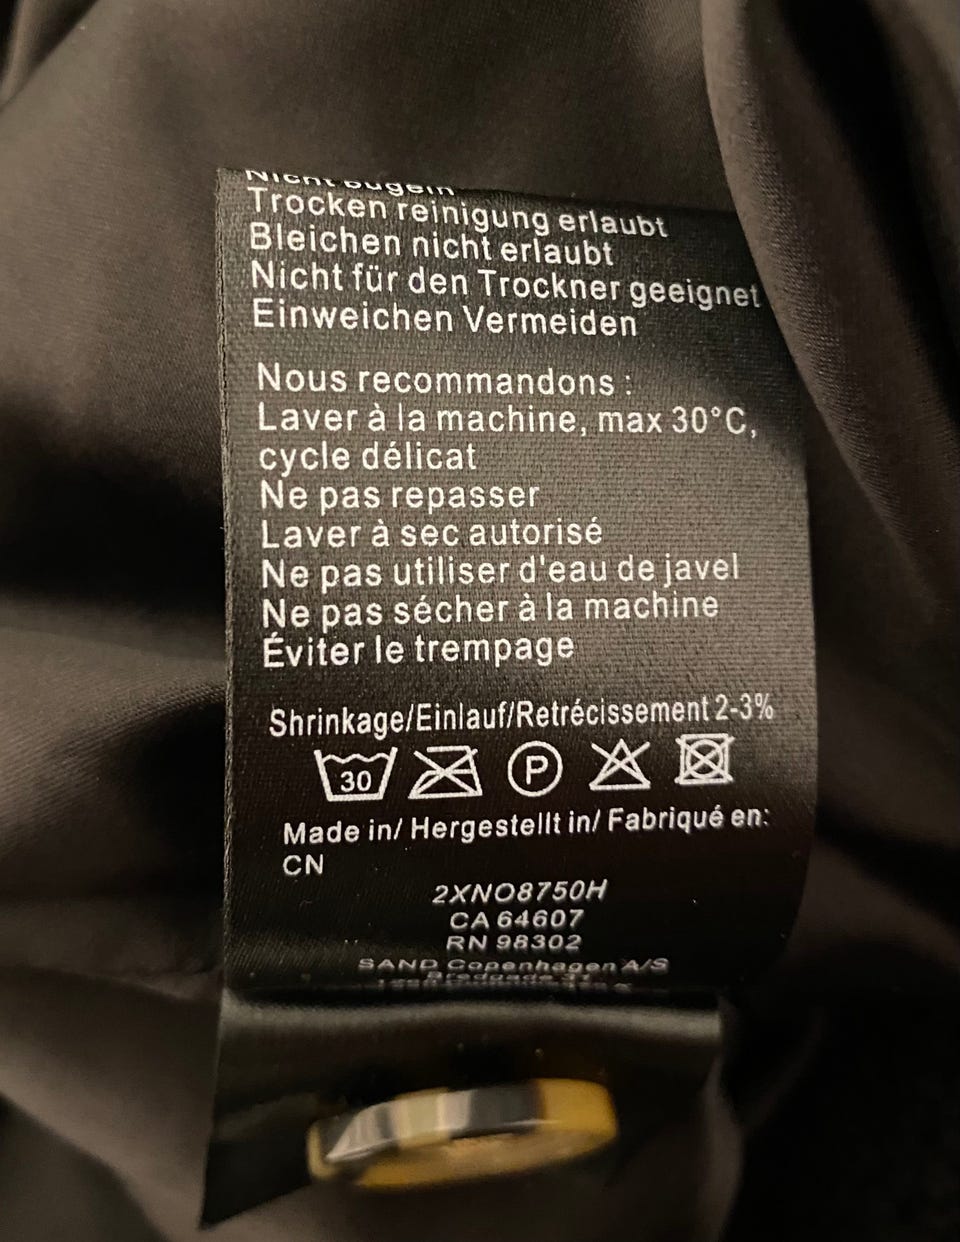 Nicht bügeln
Trocken reinigung erlaubt
Bleichen nicht erlaubt
Nicht für den Trockner geeignet
Einweichen Vermeiden
Nous recommandons :
Laver à la machine, max 30°C,
cycle délicat
Ne pas repasser
Laver à sec autorisé
Ne pas utiliser d'eau de javel
Ne pas sécher à la machine
Éviter le trempage
Shrinkage/Einlauf/Retrécissement 2-3%
30 P
Made in/ Hergestellt in/ Fabriqué en:
CN
2XNO8750H
CA 64607
RN 98302
SAND Copenhagen A/S